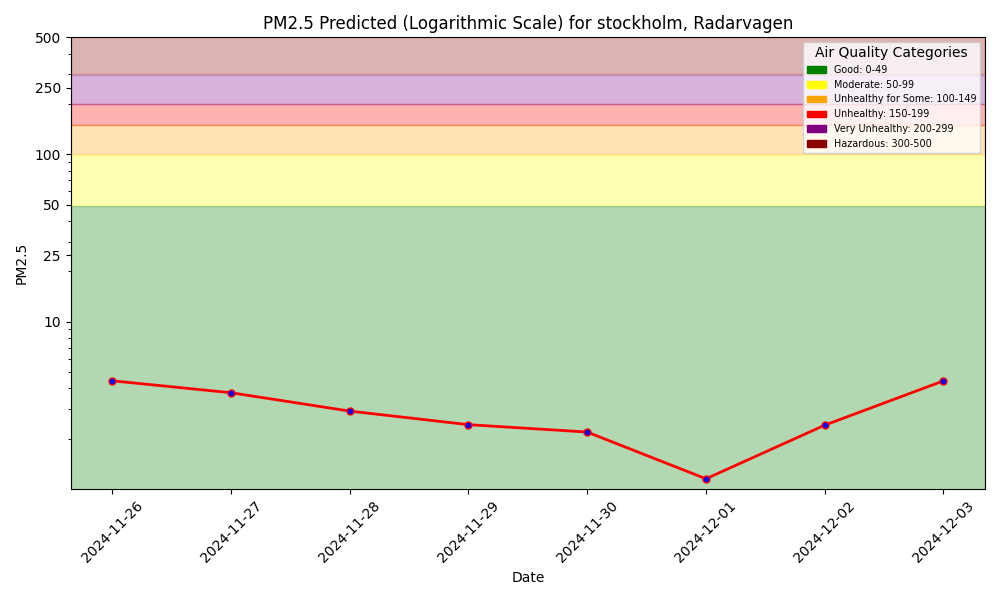 PM2.5 Predicted (Logarithmic Scale) for stockholm, Radarvagen
Air Quality Categories
Good: 0-49
Moderate: 50-99
Unhealthy for Some: 100-149
Unhealthy: 150-199
Very Unhealthy: 200-299
Hazardous: 300-500
500
250
100
50
25
10
PM2.5
2024-11-26
2024-11-27
2024-11-28
2024-11-29
2024-11-30
2024-12-01
2024-12-02
2024-12-03
Date